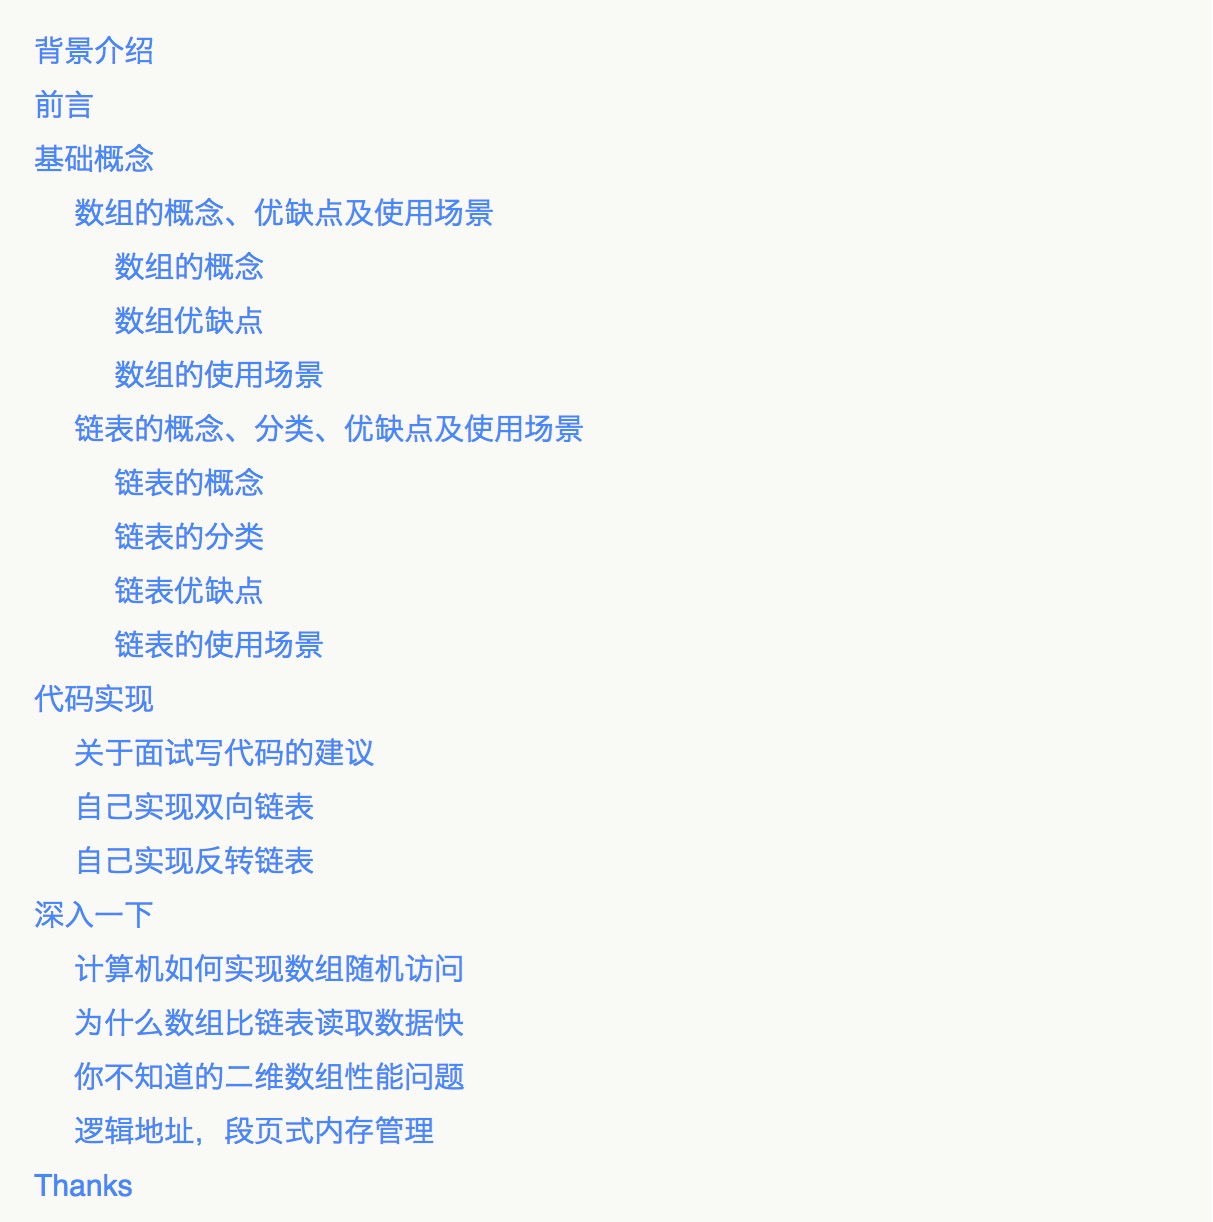 背景介绍
前言
基础概念
数组的概念、优缺点及使用场景
数组的概念
数组优缺点
数组的使用场景
链表的概念、分类、优缺点及使用场景
链表的概念
链表的分类
链表优缺点
链表的使用场景
代码实现
关于面试写代码的建议
自己实现双向链表
自己实现反转链表
深入一下
计算机如何实现数组随机访问
为什么数组比链表读取数据快
你不知道的二维数组性能问题
逻辑地址，段页式内存管理
Thanks